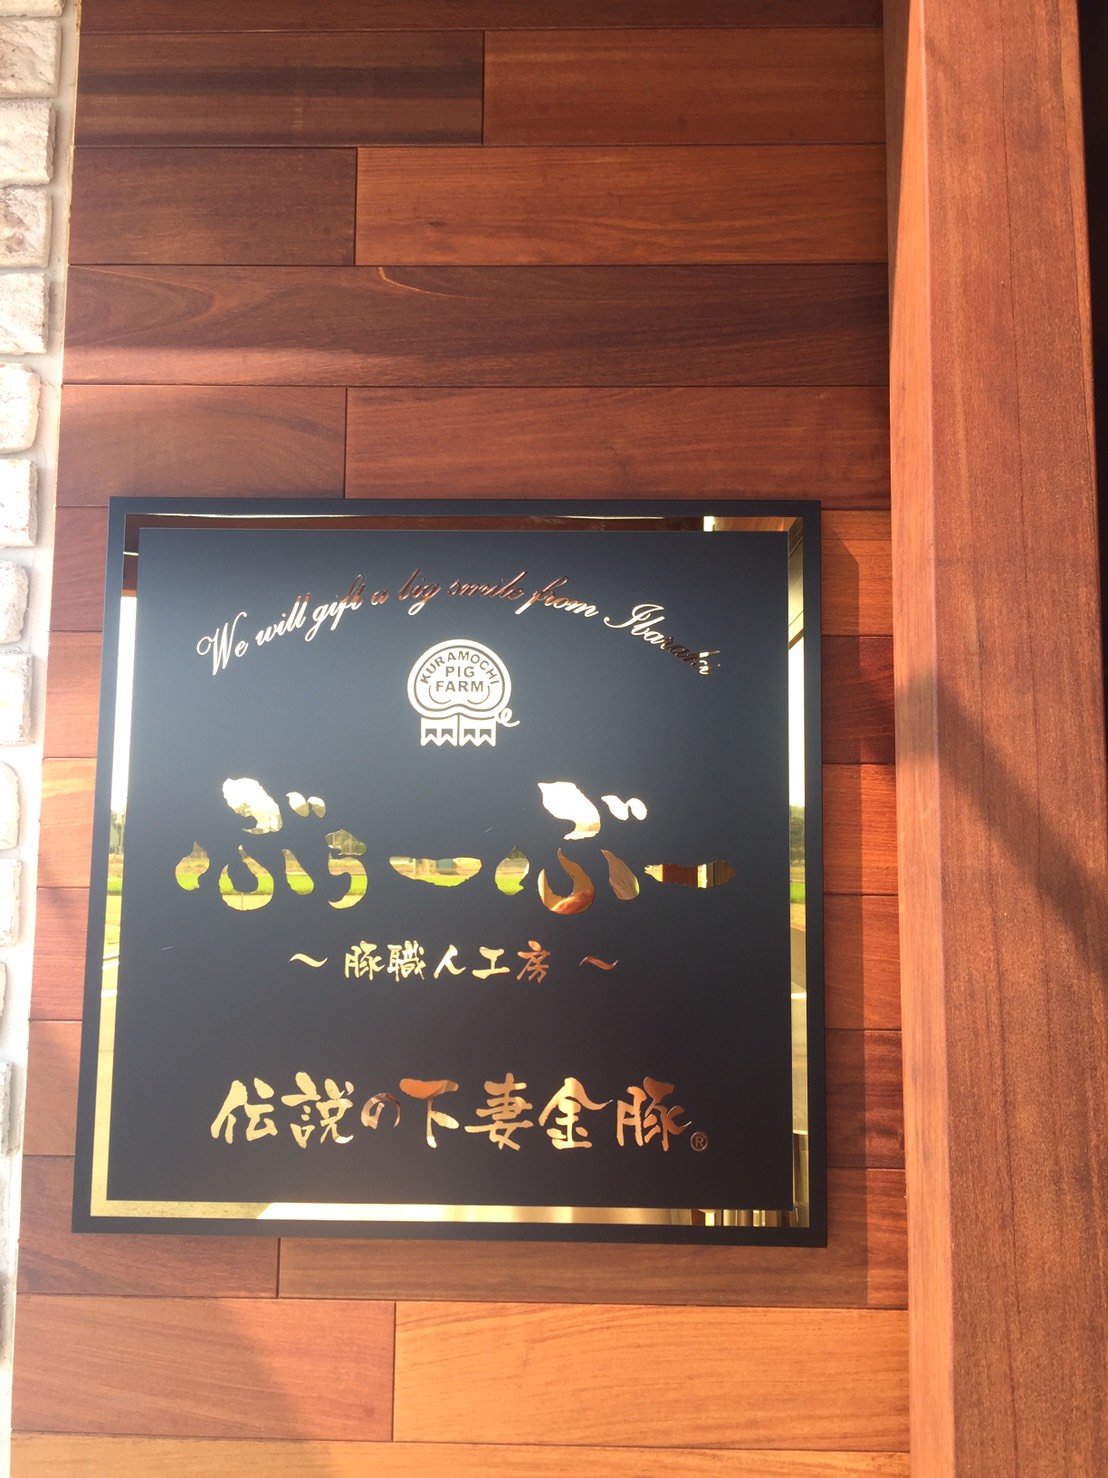 We will gift a big smile from Ibaraki
KURAMOCHI
PIG
FARM
ぶぅーぶー
～豚職人工房～
伝説の下妻金豚®